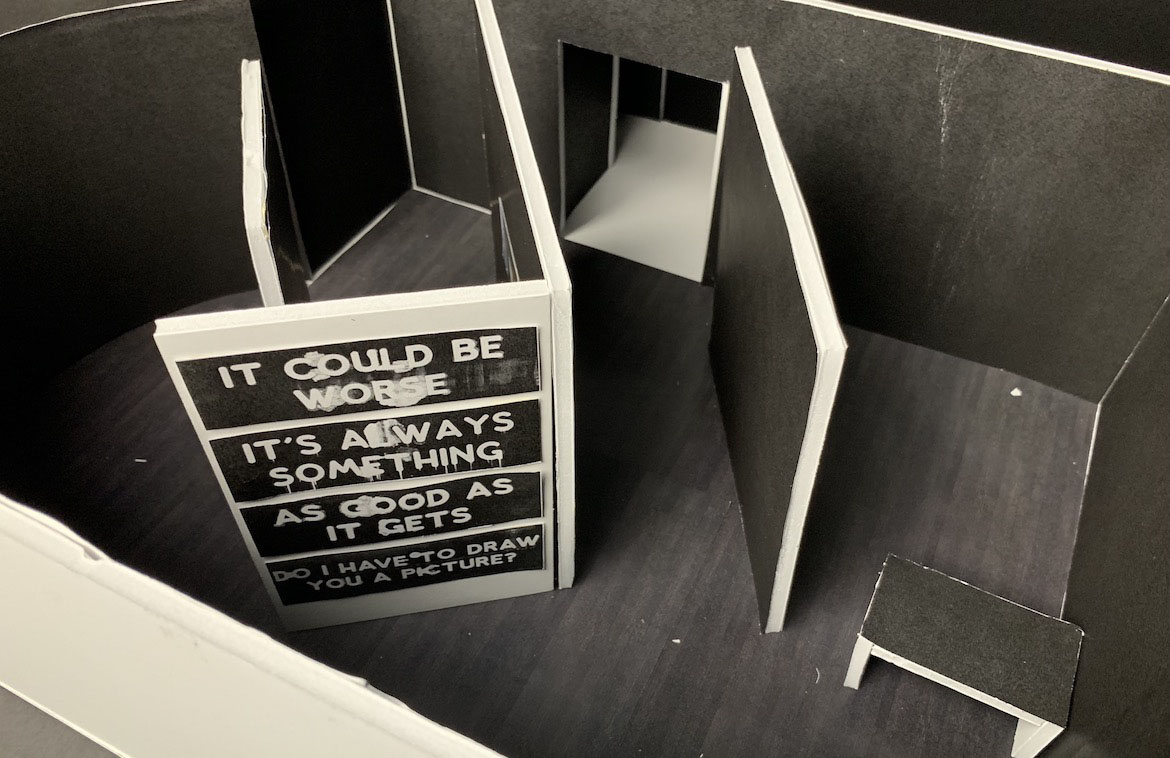 IT COULD BE
WORSE
IT'S ALWAYS
SOMETHING
AS GOOD AS
IT GETS
DO I HAVE TO DRAW
YOU A PICTURE?